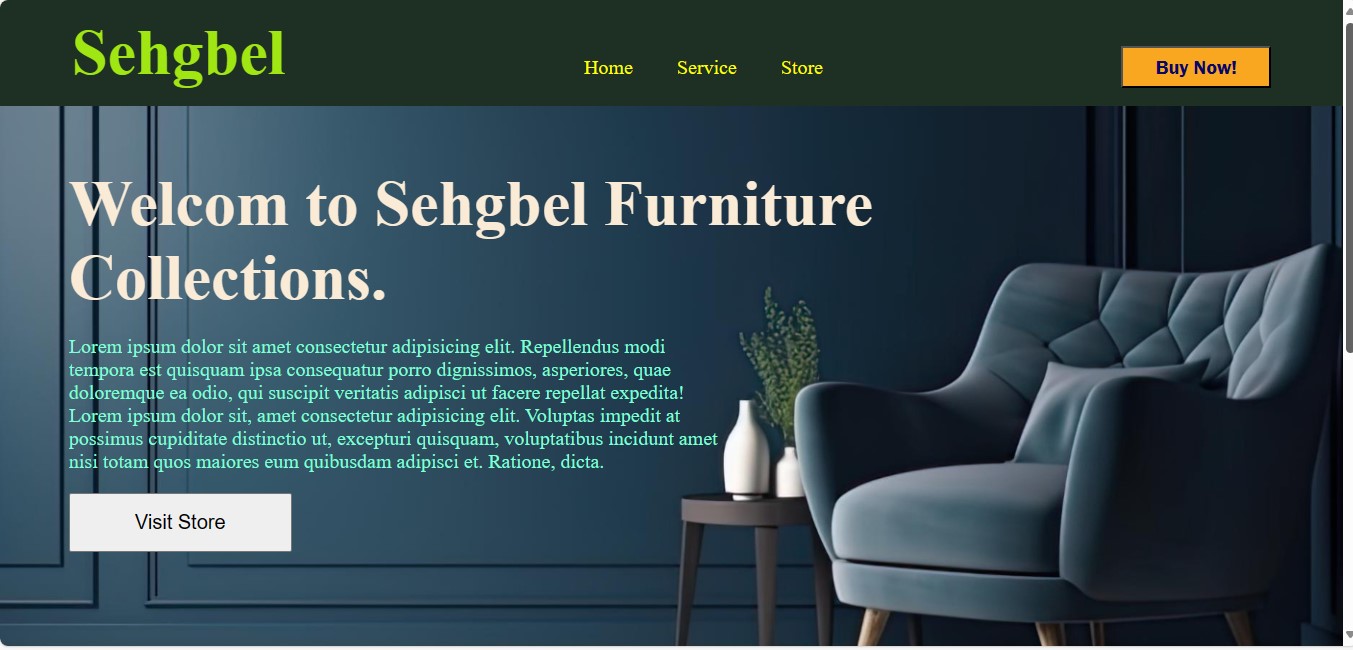 Sehgbel
Home Service Store
Buy Now!
Welcom to Sehgbel Furniture
Collections.
Lorem ipsum dolor sit amet consectetur adipisicing elit. Repellendus modi
tempora est quisquam ipsa consequatur porro dignissimos, asperiores, quae
doloremque ea odio, qui suscipit veritatis adipisci ut facere repellat expedita!
Lorem ipsum dolor sit, amet consectetur adipisicing elit. Voluptas impedit at
possimus cupiditate distinctio ut, excepturi quisquam, voluptatibus incidunt amet
nisi totam quos maiores eum quibusdam adipisci et. Ratione, dicta.
Visit Store